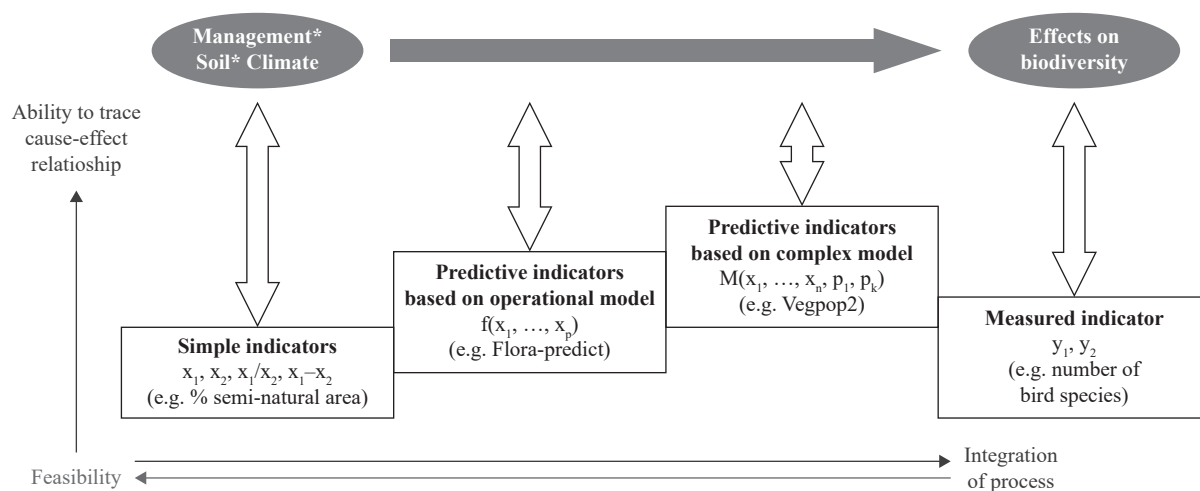 Management*
Soil* Climate
Effects on
biodiversity
Ability to trace
cause-effect
relatioship
Predictive indicators
based on complex model
M(x₁, …, xₙ, p₁, pₖ)
(e.g. Vegpop2)
Predictive indicators
based on operational model
f(x₁, …, xₚ)
(e.g. Flora-predict)
Simple indicators
x₁, x₂, x₁/x₂, x₁–x₂
(e.g. % semi-natural area)
Measured indicator
y₁, y₂
(e.g. number of
bird species)
Feasibility
Integration
of process